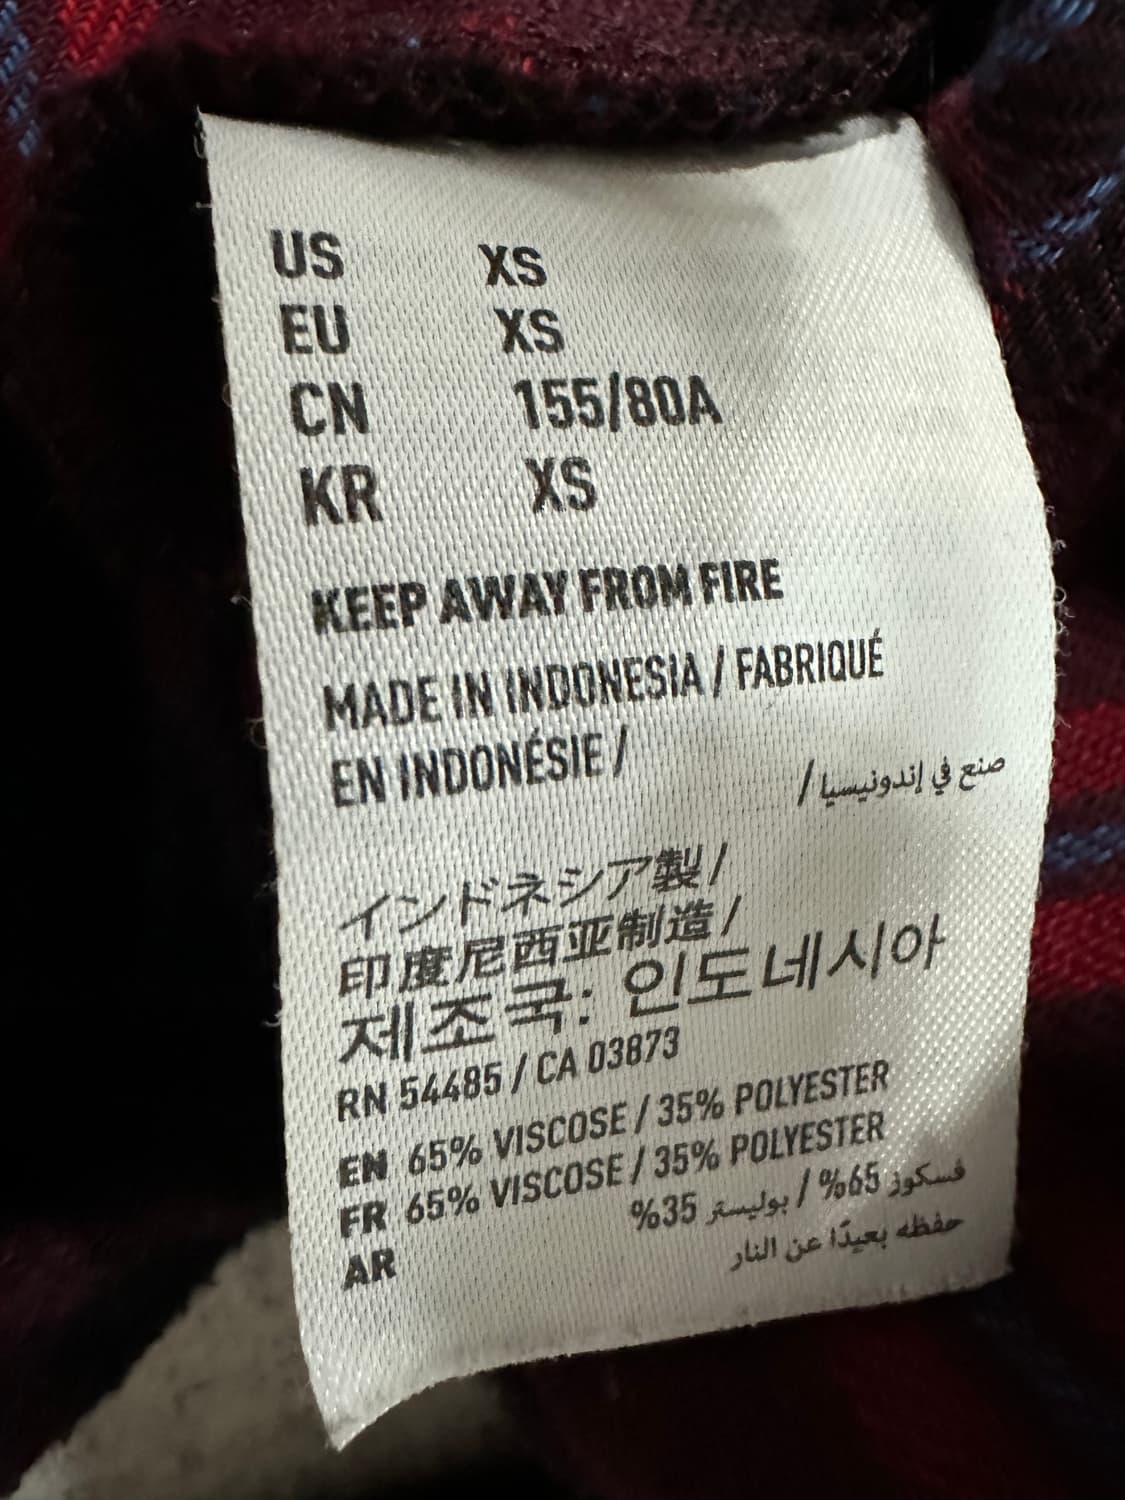 US XS
EU XS
CN 155/80A
KR XS
KEEP AWAY FROM FIRE
MADE IN INDONESIA / FABRIQUÉ
EN INDONÉSIE /
صنع في إندونيسيا /
インドネシア製 /
印度尼西亚制造 /
제조국: 인도네시아
RN 54485 / CA 03873
EN 65% VISCOSE / 35% POLYESTER
FR 65% VISCOSE / 35% POLYESTER
AR فسكوز 65% / بوليستر 35%
حفظه بعيدًا عن النار